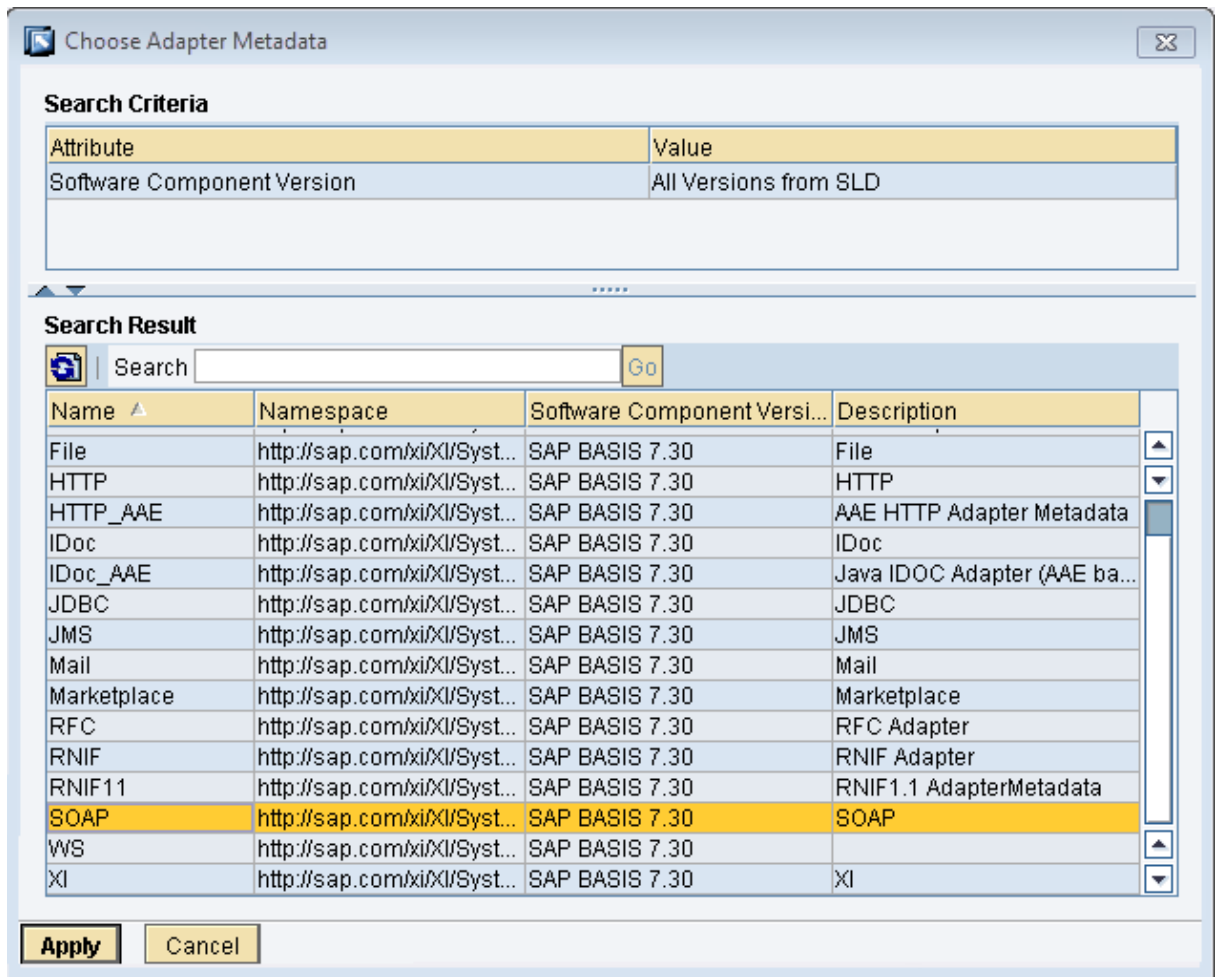 Choose Adapter Metadata
Search Criteria
Attribute Value
Software Component Version All Versions from SLD
Search Result
Search Go
Name Namespace Software Component Versi... Description
File http://sap.com/xi/XI/Syst... SAP BASIS 7.30 File
HTTP http://sap.com/xi/XI/Syst... SAP BASIS 7.30 HTTP
HTTP_AAE http://sap.com/xi/XI/Syst... SAP BASIS 7.30 AAE HTTP Adapter Metadata
IDoc http://sap.com/xi/XI/Syst... SAP BASIS 7.30 IDoc
IDoc_AAE http://sap.com/xi/XI/Syst... SAP BASIS 7.30 Java IDOC Adapter (AAE ba...
JDBC http://sap.com/xi/XI/Syst... SAP BASIS 7.30 JDBC
JMS http://sap.com/xi/XI/Syst... SAP BASIS 7.30 JMS
Mail http://sap.com/xi/XI/Syst... SAP BASIS 7.30 Mail
Marketplace http://sap.com/xi/XI/Syst... SAP BASIS 7.30 Marketplace
RFC http://sap.com/xi/XI/Syst... SAP BASIS 7.30 RFC Adapter
RNIF http://sap.com/xi/XI/Syst... SAP BASIS 7.30 RNIF Adapter
RNIF11 http://sap.com/xi/XI/Syst... SAP BASIS 7.30 RNIF1.1 AdapterMetadata
SOAP http://sap.com/xi/XI/Syst... SAP BASIS 7.30 SOAP
WS http://sap.com/xi/XI/Syst... SAP BASIS 7.30
XI http://sap.com/xi/XI/Syst... SAP BASIS 7.30 XI
Apply Cancel